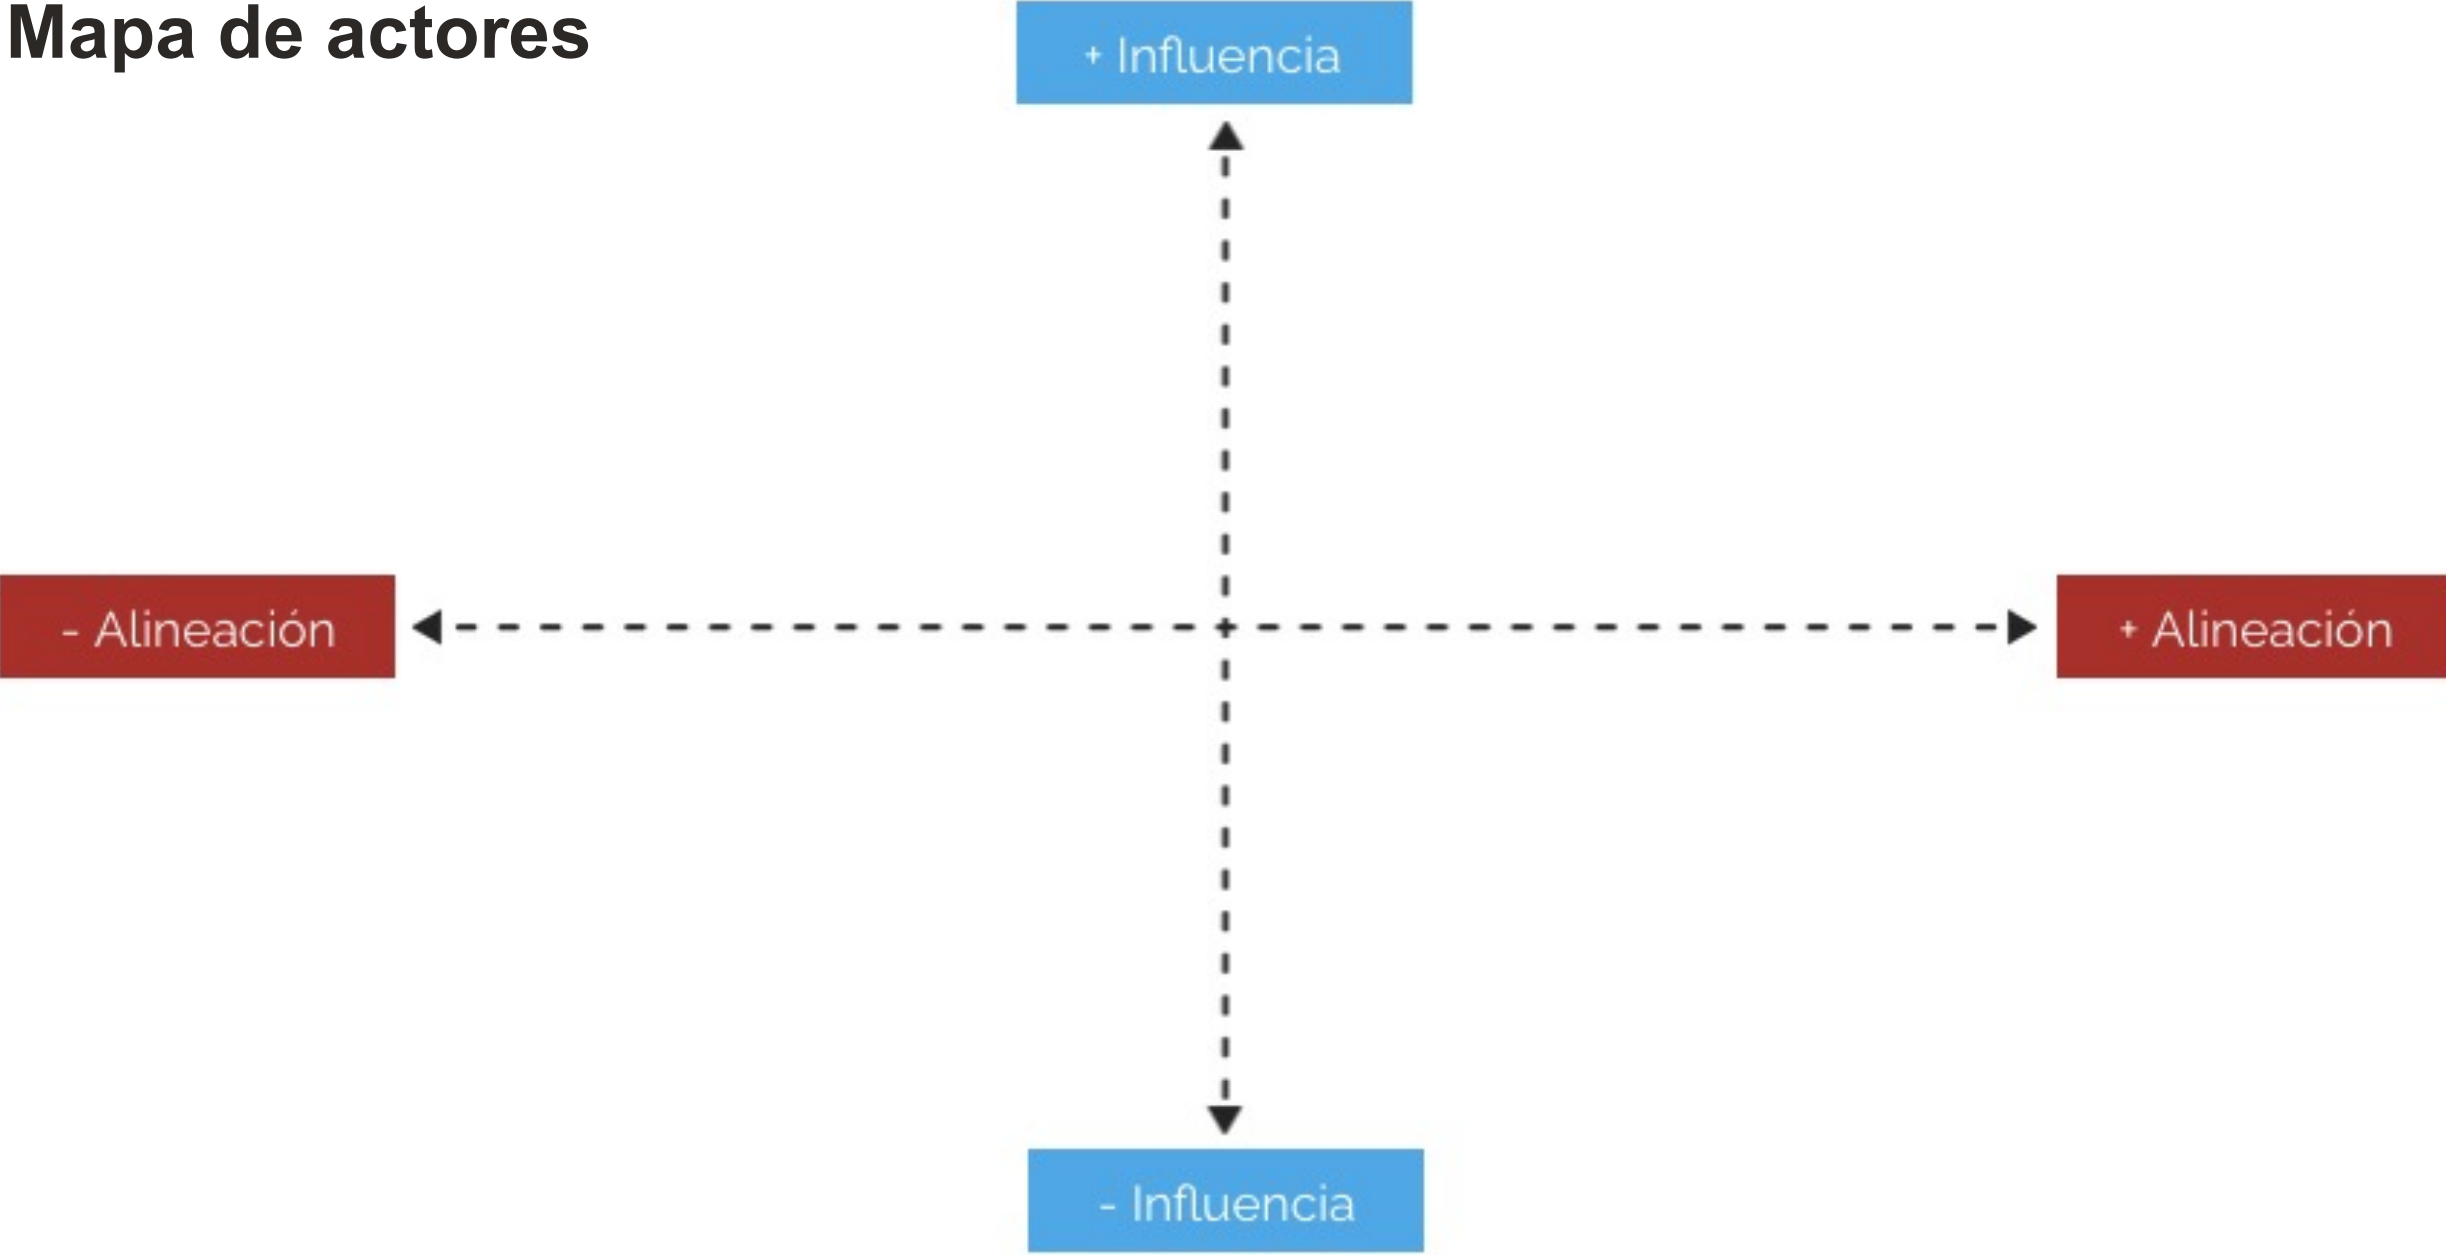 Mapa de actores
+ Influencia
- Alineación
+ Alineación
- Influencia